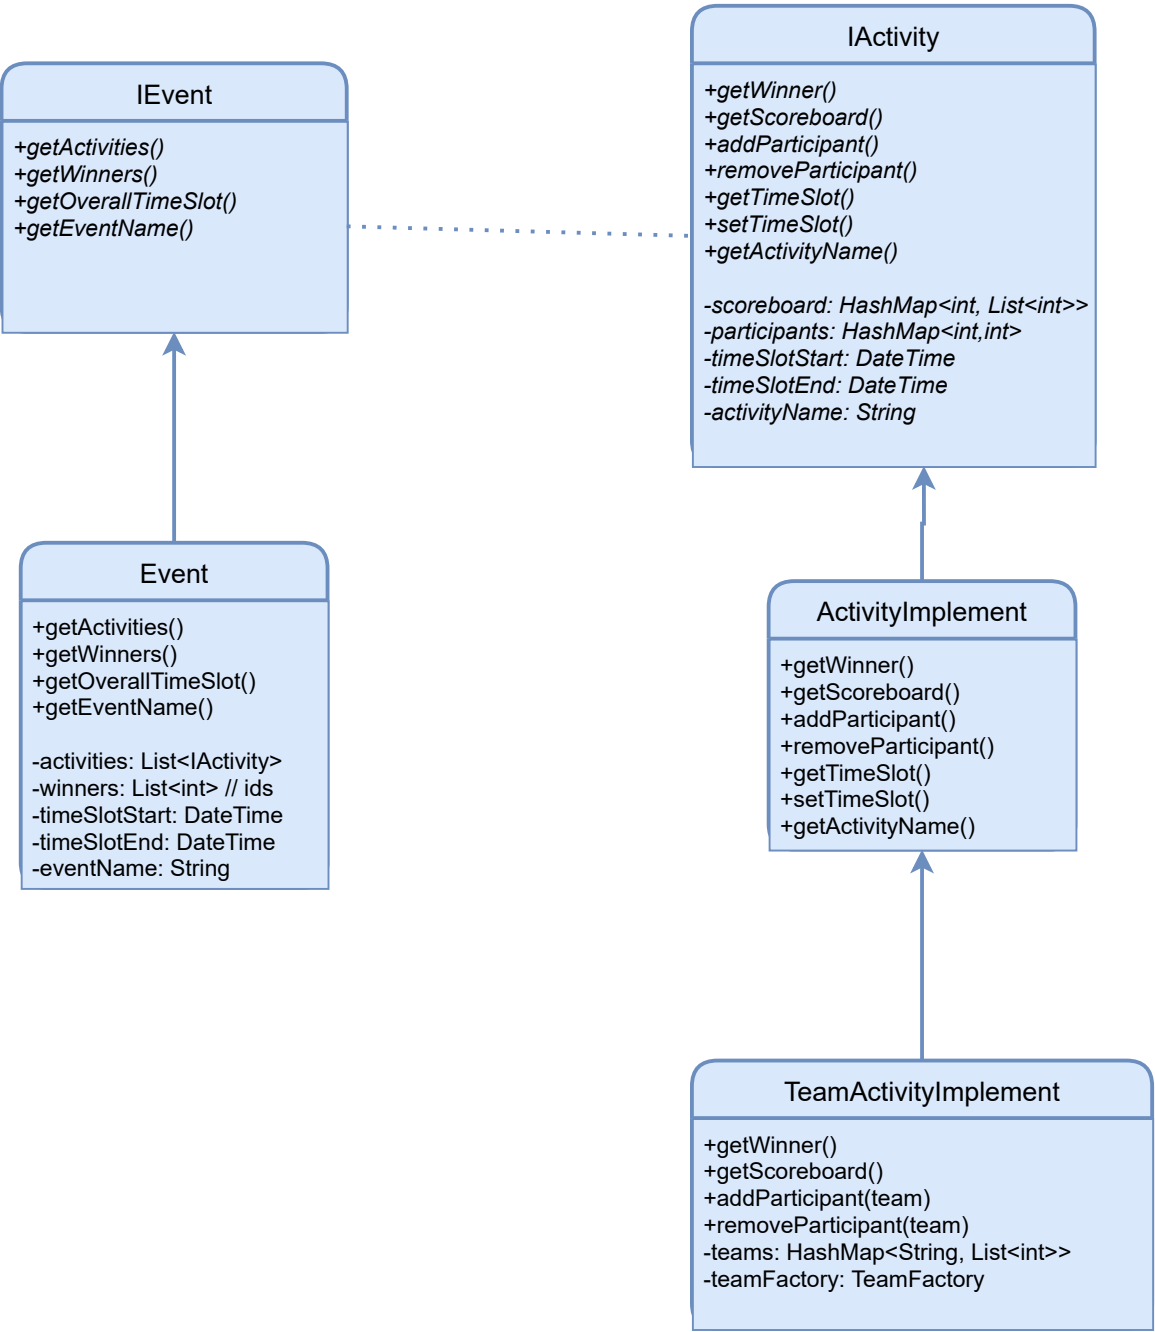 IEvent
+getActivities()
+getWinners()
+getOverallTimeSlot()
+getEventName()
IActivity
+getWinner()
+getScoreboard()
+addParticipant()
+removeParticipant()
+getTimeSlot()
+setTimeSlot()
+getActivityName()
-scoreboard: HashMap<int, List<int>>
-participants: HashMap<int,int>
-timeSlotStart: DateTime
-timeSlotEnd: DateTime
-activityName: String
Event
+getActivities()
+getWinners()
+getOverallTimeSlot()
+getEventName()
-activities: List<IActivity>
-winners: List<int> // ids
-timeSlotStart: DateTime
-timeSlotEnd: DateTime
-eventName: String
ActivityImplement
+getWinner()
+getScoreboard()
+addParticipant()
+removeParticipant()
+getTimeSlot()
+setTimeSlot()
+getActivityName()
TeamActivityImplement
+getWinner()
+getScoreboard()
+addParticipant(team)
+removeParticipant(team)
-teams: HashMap<String, List<int>>
-teamFactory: TeamFactory